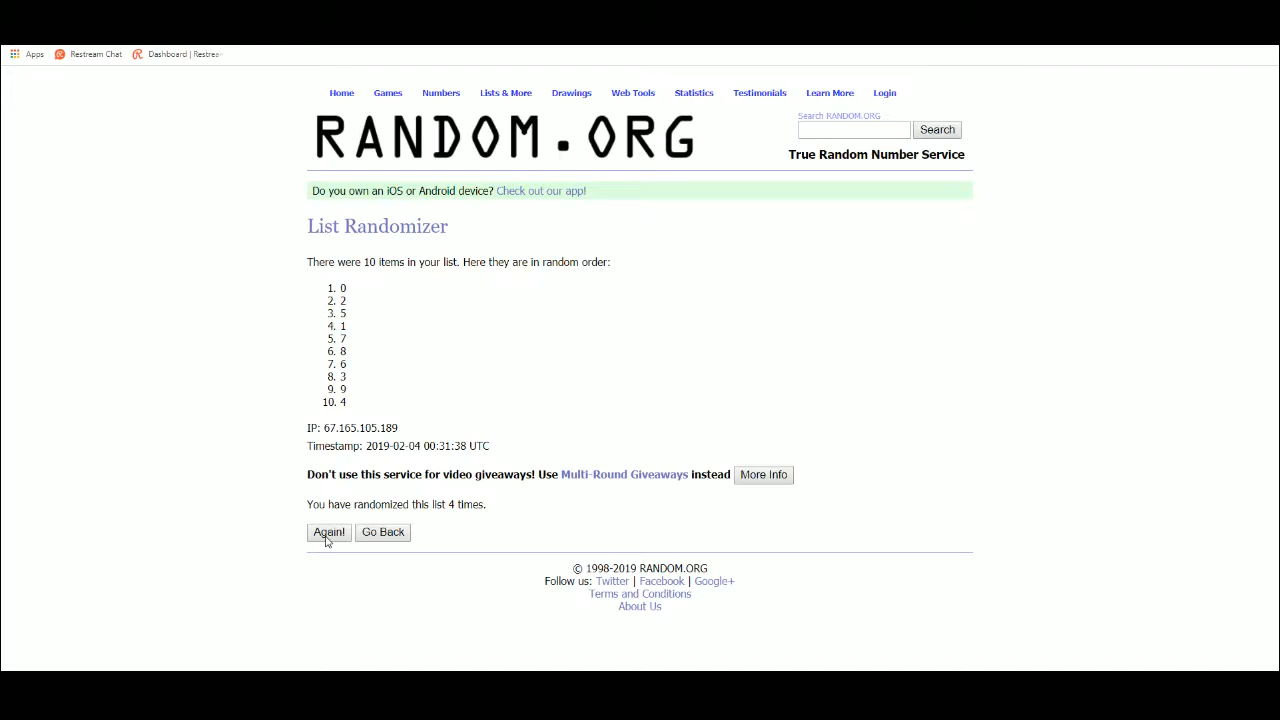 Apps Restream Chat Dashboard | Restrea
Home Games Numbers Lists & More Drawings Web Tools Statistics Testimonials Learn More Login
RANDOM.ORG
Search RANDOM.ORG
Search
True Random Number Service
Do you own an iOS or Android device? Check out our app!
List Randomizer
There were 10 items in your list. Here they are in random order:
1. 0
2. 2
3. 5
4. 1
5. 7
6. 8
7. 6
8. 3
9. 9
10. 4
IP: 67.165.105.189
Timestamp: 2019-02-04 00:31:38 UTC
Don't use this service for video giveaways! Use Multi-Round Giveaways instead More Info
You have randomized this list 4 times.
Again! Go Back
© 1998-2019 RANDOM.ORG
Follow us: Twitter | Facebook | Google+
Terms and Conditions
About Us